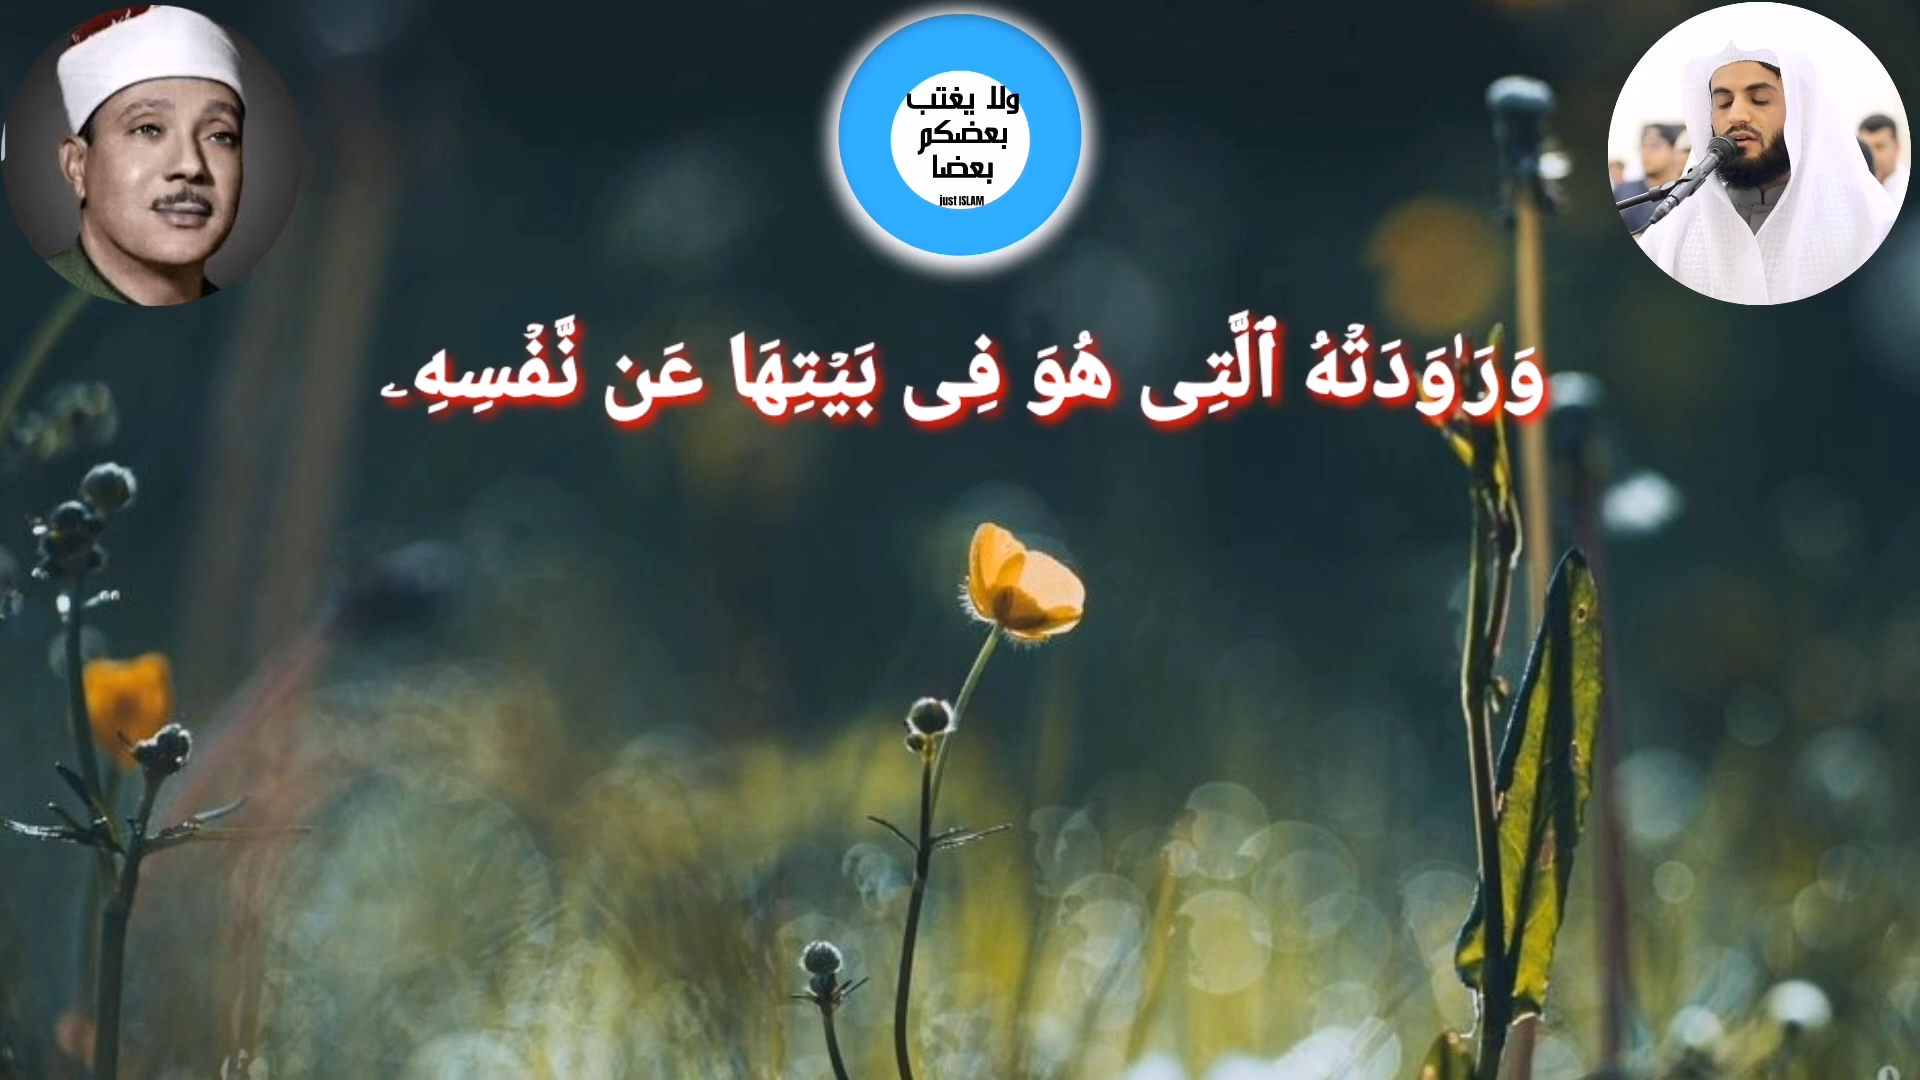 ولا يغتب
بعضكم
بعضا
just ISLAM
وَرَٰوَدَتْهُ ٱلَّتِى هُوَ فِى بَيْتِهَا عَن نَّفْسِهِۦ